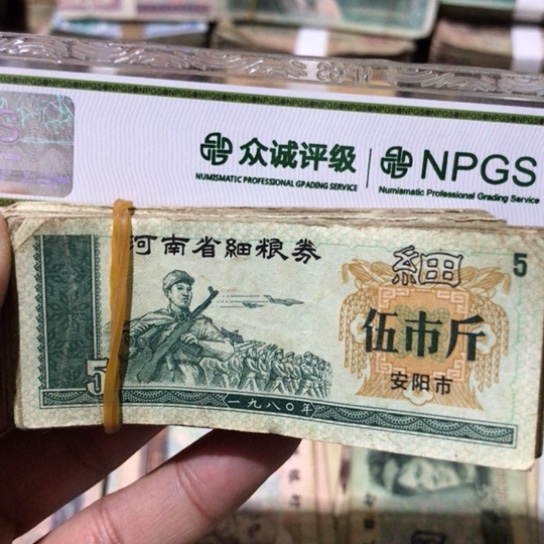 众诚评级 NPGS
NUMISMATIC PROFESSIONAL GRADING SERVICE
Numismatic Professional Grading Service
河南省細粮券
細
5
伍市斤
安阳市
5
一九八〇年